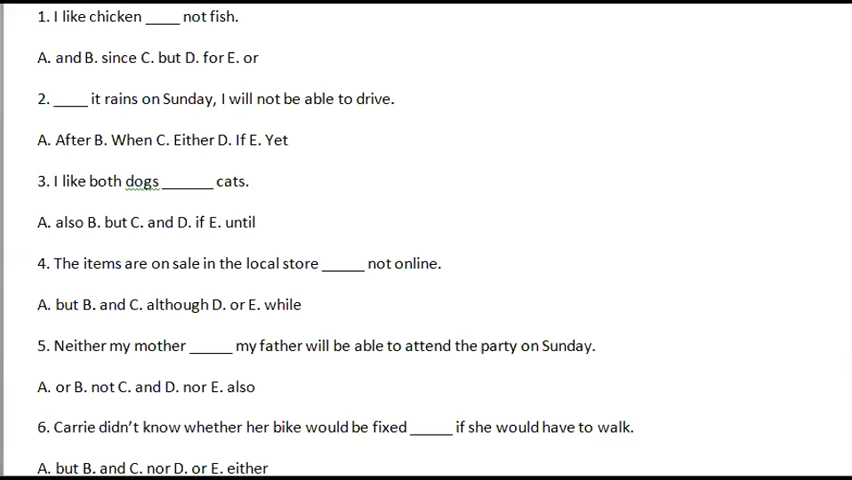 1. I like chicken ____ not fish.
A. and B. since C. but D. for E. or
2. ____ it rains on Sunday, I will not be able to drive.
A. After B. When C. Either D. If E. Yet
3. I like both dogs ______ cats.
A. also B. but C. and D. if E. until
4. The items are on sale in the local store _____ not online.
A. but B. and C. although D. or E. while
5. Neither my mother _____ my father will be able to attend the party on Sunday.
A. or B. not C. and D. nor E. also
6. Carrie didn’t know whether her bike would be fixed _____ if she would have to walk.
A. but B. and C. nor D. or E. either